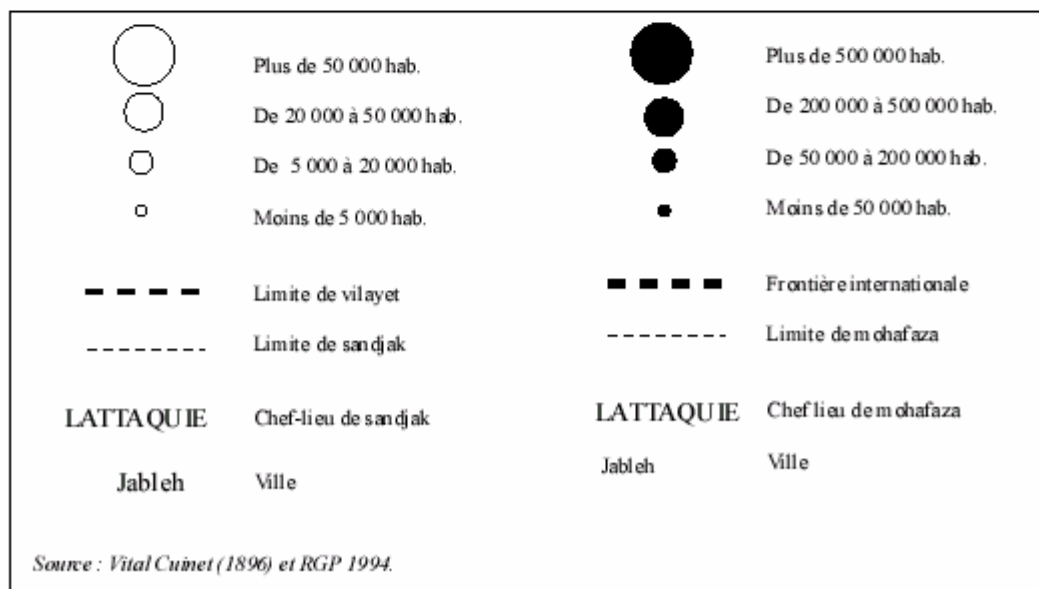 Plus de 50 000 hab.
De 20 000 à 50 000 hab.
De 5 000 à 20 000 hab.
Moins de 5 000 hab.
Limite de vilayet
Limite de sandjak
LATTAQUIE Chef-lieu de sandjak
Jableh Ville
Plus de 500 000 hab.
De 200 000 à 500 000 hab.
De 50 000 à 200 000 hab.
Moins de 50 000 hab.
Frontière internationale
Limite de mohafaza
LATTAQUIE Chef lieu de mohafaza
Jableh Ville
Source : Vital Cuinet (1896) et RGP 1994.